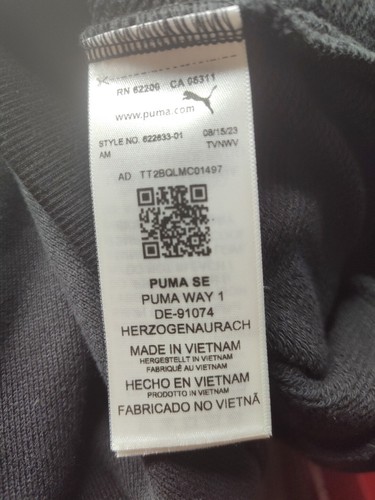 RN 62206 CA 05311
www.puma.com
STYLE NO. 622633-01 08/15/23
AM TVNWV
AD TT2BQLMC01497
PUMA SE
PUMA WAY 1
DE-91074
HERZOGENAURACH
MADE IN VIETNAM
HERGESTELLT IN VIETNAM
FABRIQUÉ AU VIETNAM
HECHO EN VIETNAM
PRODOTTO IN VIETNAM
FABRICADO NO VIETNÃ